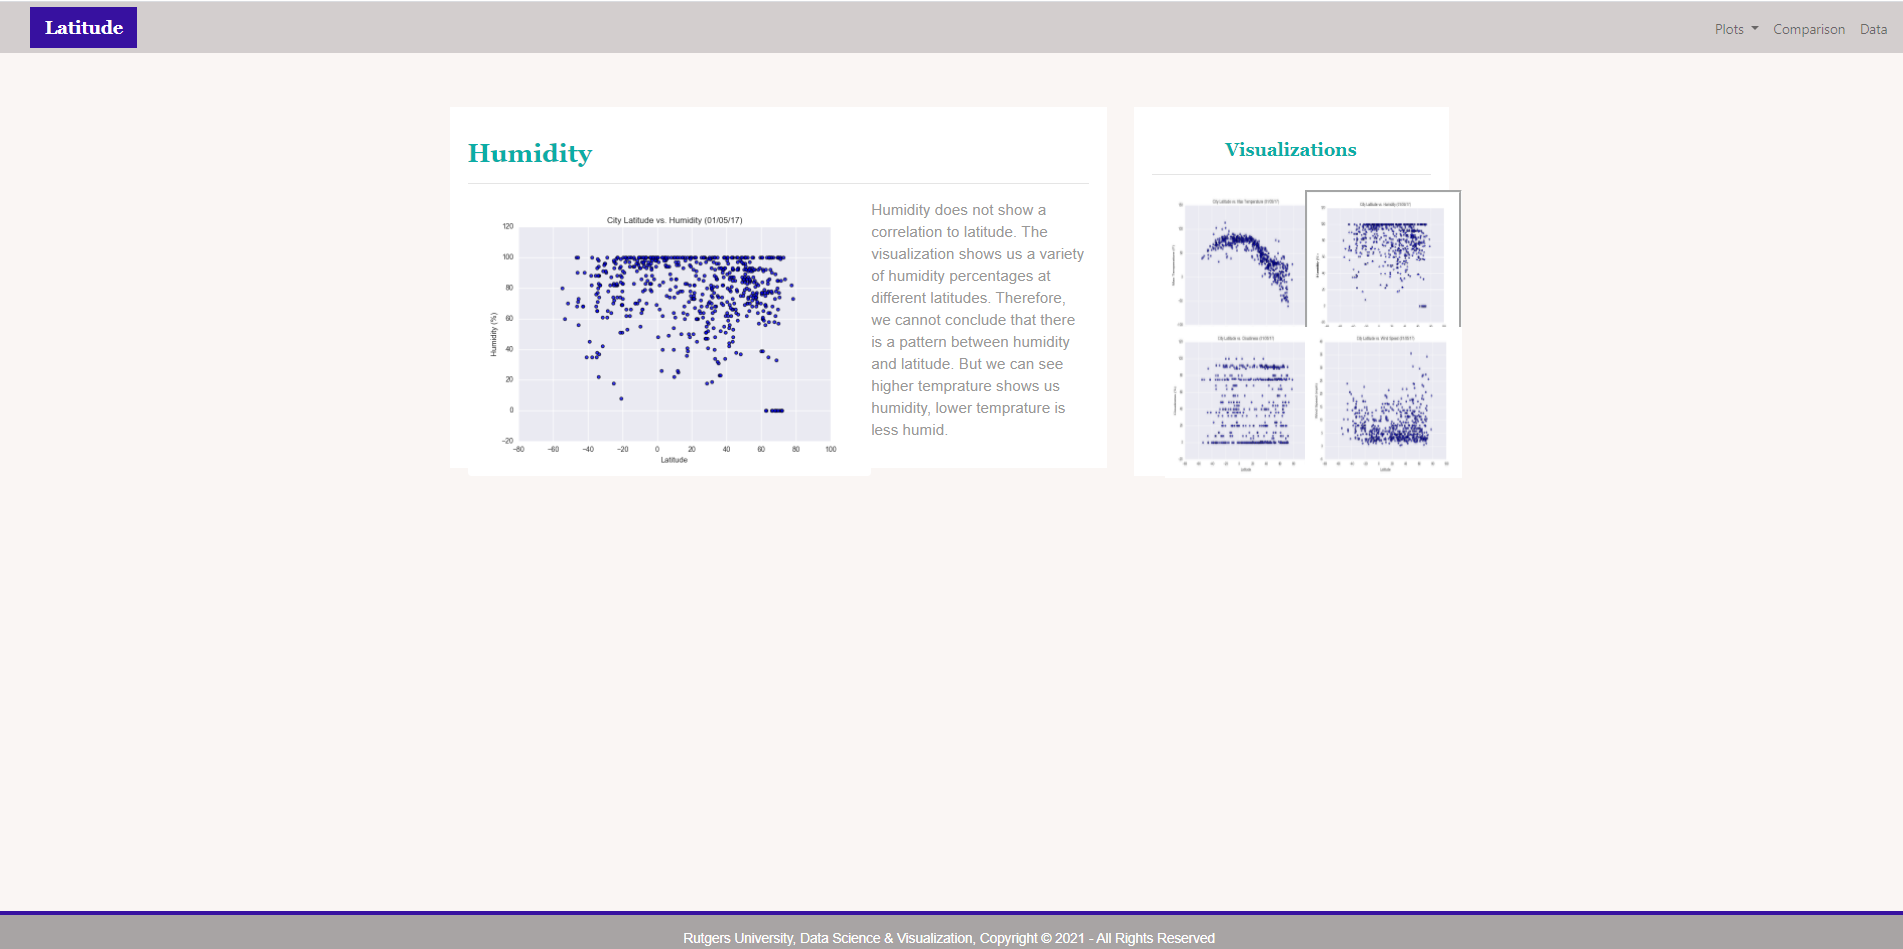 Latitude
Plots
Comparison
Data
Humidity
City Latitude vs. Humidity (01/05/17)
120
100
80
60
40
20
0
−20
Humidity (%)
−80
−60
−40
−20
0
20
40
60
80
100
Latitude
Humidity does not show a
correlation to latitude. The
visualization shows us a variety
of humidity percentages at
different latitudes. Therefore,
we cannot conclude that there
is a pattern between humidity
and latitude. But we can see
higher temprature shows us
humidity, lower temprature is
less humid.
Visualizations
Rutgers University, Data Science & Visualization, Copyright © 2021 - All Rights Reserved